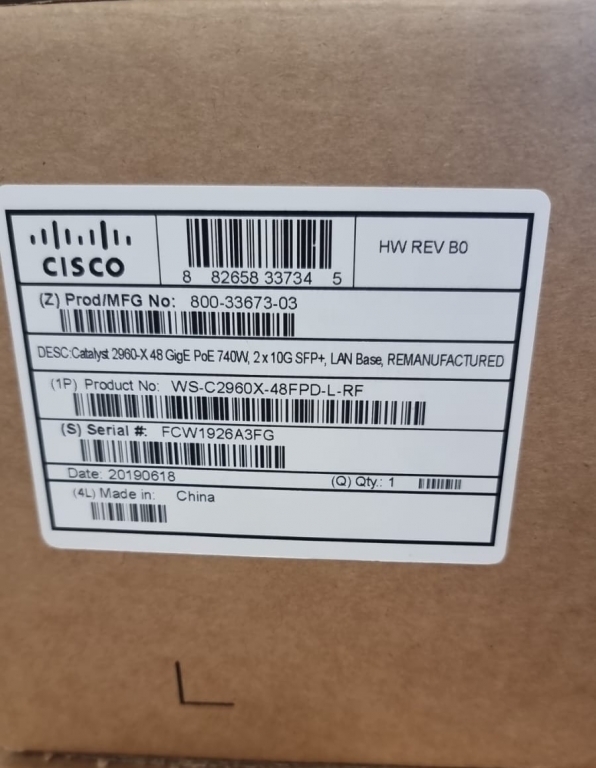 CISCO
8 82658 33734 5
HW REV B0
(Z) Prod/MFG No: 800-33673-03
DESC:Catalyst 2960-X 48 GigE PoE 740W, 2 x 10G SFP+, LAN Base, REMANUFACTURED
(1P) Product No: WS-C2960X-48FPD-L-RF
(S) Serial #: FCW1926A3FG
Date: 20190618
(Q) Qty.: 1
(4L) Made in: China